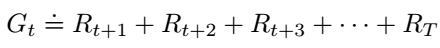 G_t ≐ R_{t+1} + R_{t+2} + R_{t+3} + ⋯ + R_T